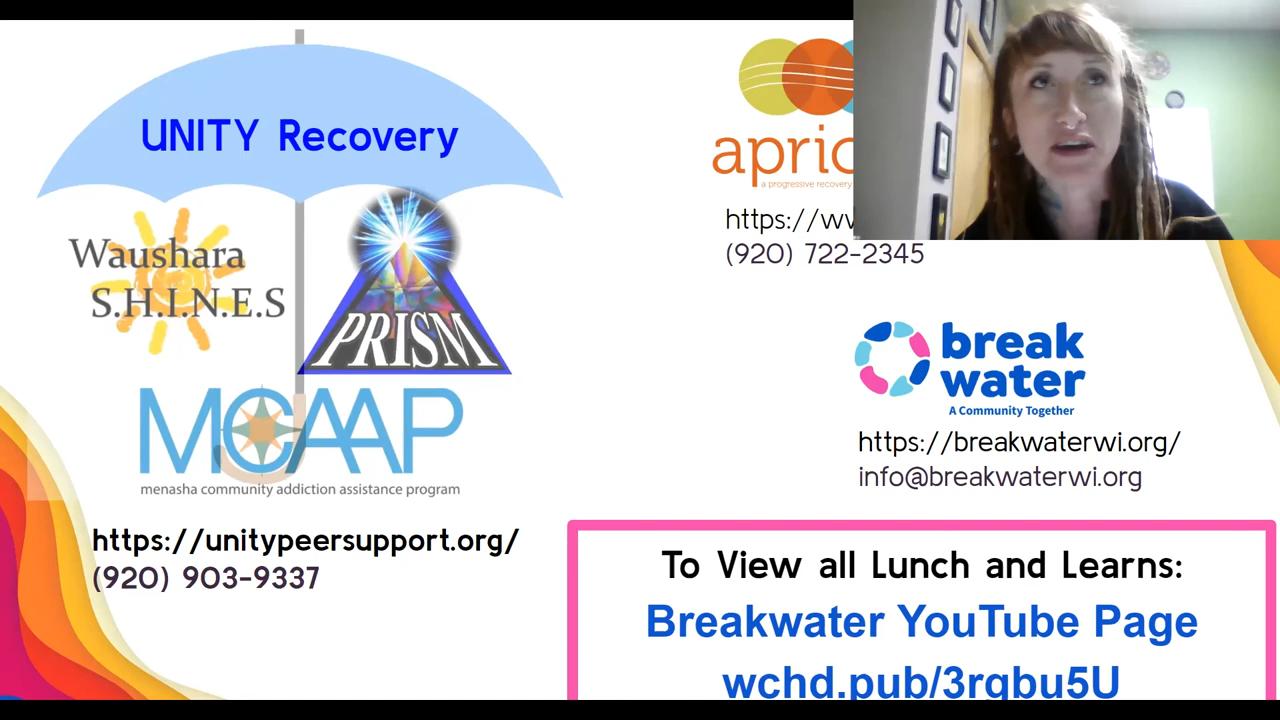 UNITY Recovery
Waushara
S.H.I.N.E.S
PRISM
MCAAP
menasha community addiction assistance program
https://unitypeersupport.org/
(920) 903-9337
a progressive recovery
(920) 722-2345
break
water
A Community Together
https://breakwaterwi.org/
info@breakwaterwi.org
To View all Lunch and Learns:
Breakwater YouTube Page
wchd.pub/3rgbu5U